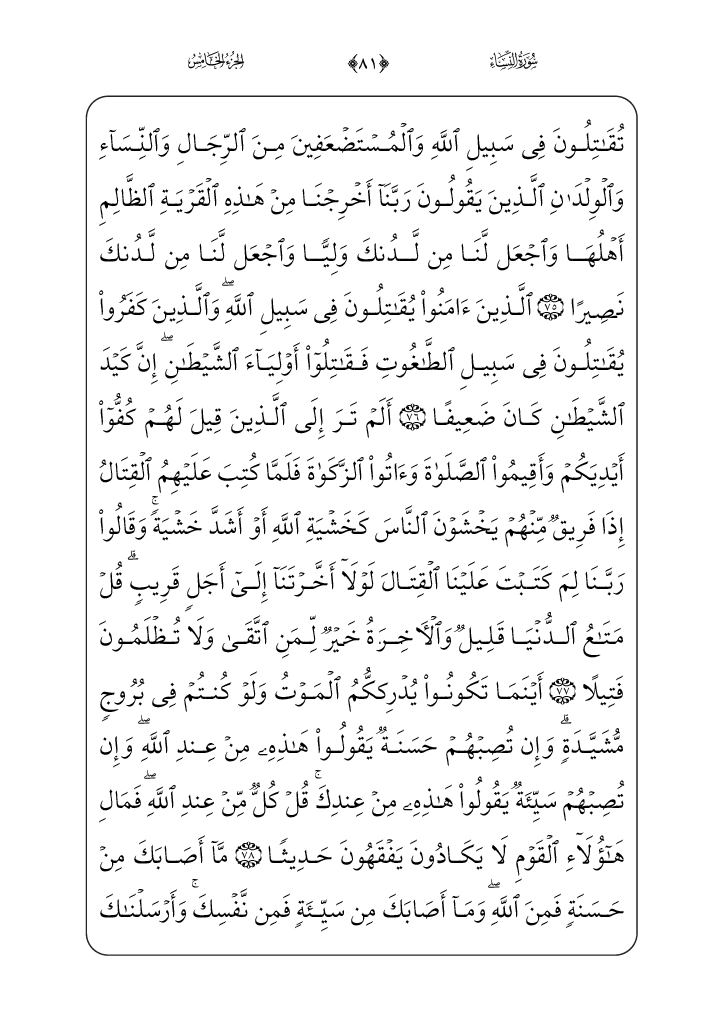 سُورَةُ النِّسَاءِ ﴿٨١﴾ الجُزْءُ الخَامِسُ
تُقَـٰتِلُونَ فِى سَبِيلِ ٱللَّهِ وَٱلْمُسْتَضْعَفِينَ مِنَ ٱلرِّجَالِ وَٱلنِّسَآءِ
وَٱلْوِلْدَٰنِ ٱلَّذِينَ يَقُولُونَ رَبَّنَآ أَخْرِجْنَا مِنْ هَـٰذِهِ ٱلْقَرْيَةِ ٱلظَّالِمِ
أَهْلُهَا وَٱجْعَل لَّنَا مِن لَّدُنكَ وَلِيًّا وَٱجْعَل لَّنَا مِن لَّدُنكَ
نَصِيرًا ٧٥ ٱلَّذِينَ ءَامَنُوا۟ يُقَـٰتِلُونَ فِى سَبِيلِ ٱللَّهِ ۖ وَٱلَّذِينَ كَفَرُوا۟
يُقَـٰتِلُونَ فِى سَبِيلِ ٱلطَّـٰغُوتِ فَقَـٰتِلُوٓا۟ أَوْلِيَآءَ ٱلشَّيْطَـٰنِ ۖ إِنَّ كَيْدَ
ٱلشَّيْطَـٰنِ كَانَ ضَعِيفًا ٧٦ أَلَمْ تَرَ إِلَى ٱلَّذِينَ قِيلَ لَهُمْ كُفُّوٓا۟
أَيْدِيَكُمْ وَأَقِيمُوا۟ ٱلصَّلَوٰةَ وَءَاتُوا۟ ٱلزَّكَوٰةَ فَلَمَّا كُتِبَ عَلَيْهِمُ ٱلْقِتَالُ
إِذَا فَرِيقٌ مِّنْهُمْ يَخْشَوْنَ ٱلنَّاسَ كَخَشْيَةِ ٱللَّهِ أَوْ أَشَدَّ خَشْيَةً ۚ وَقَالُوا۟
رَبَّنَا لِمَ كَتَبْتَ عَلَيْنَا ٱلْقِتَالَ لَوْلَآ أَخَّرْتَنَآ إِلَىٰٓ أَجَلٍ قَرِيبٍ ۗ قُلْ
مَتَـٰعُ ٱلدُّنْيَا قَلِيلٌ وَٱلْـَٔاخِرَةُ خَيْرٌ لِّمَنِ ٱتَّقَىٰ وَلَا تُظْلَمُونَ
فَتِيلًا ٧٧ أَيْنَمَا تَكُونُوا۟ يُدْرِككُّمُ ٱلْمَوْتُ وَلَوْ كُنتُمْ فِى بُرُوجٍ
مُّشَيَّدَةٍ ۗ وَإِن تُصِبْهُمْ حَسَنَةٌ يَقُولُوا۟ هَـٰذِهِۦ مِنْ عِندِ ٱللَّهِ ۖ وَإِن
تُصِبْهُمْ سَيِّئَةٌ يَقُولُوا۟ هَـٰذِهِۦ مِنْ عِندِكَ ۚ قُلْ كُلٌّ مِّنْ عِندِ ٱللَّهِ ۖ فَمَالِ
هَـٰٓؤُلَآءِ ٱلْقَوْمِ لَا يَكَادُونَ يَفْقَهُونَ حَدِيثًا ٧٨ مَّآ أَصَابَكَ مِنْ
حَسَنَةٍ فَمِنَ ٱللَّهِ ۖ وَمَآ أَصَابَكَ مِن سَيِّئَةٍ فَمِن نَّفْسِكَ ۚ وَأَرْسَلْنَـٰكَ